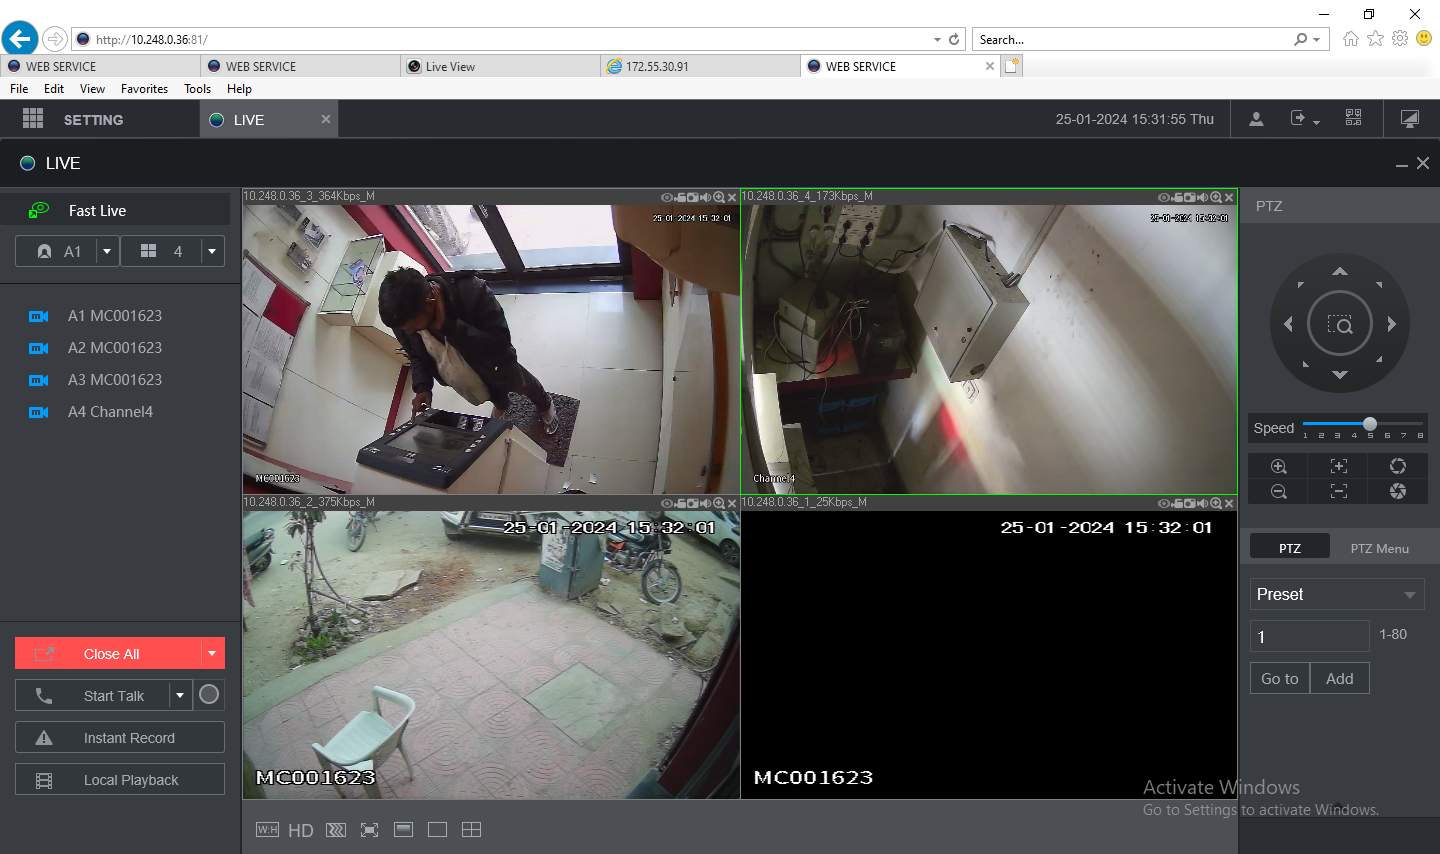 http://10.248.0.36:81/
Search...
WEB SERVICE
WEB SERVICE
Live View
172.55.30.91
WEB SERVICE
File Edit View Favorites Tools Help
SETTING
LIVE
25-01-2024 15:31:55 Thu
LIVE
Fast Live
A1
4
A1 MC001623
A2 MC001623
A3 MC001623
A4 Channel4
Close All
Start Talk
Instant Record
Local Playback
10.248.0.36_3_364Kbps_M
25-01-2024 15:32:01
MC001623
10.248.0.36_4_173Kbps_M
25-01-2024 15:32:01
Channel4
10.248.0.36_2_375Kbps_M
25-01-2024 15:32:01
MC001623
10.248.0.36_1_25Kbps_M
25-01-2024 15:32:01
MC001623
W:H
HD
PTZ
Speed
1 2 3 4 5 6 7 8
PTZ
PTZ Menu
Preset
1
1-80
Go to
Add
Activate Windows
Go to Settings to activate Windows.